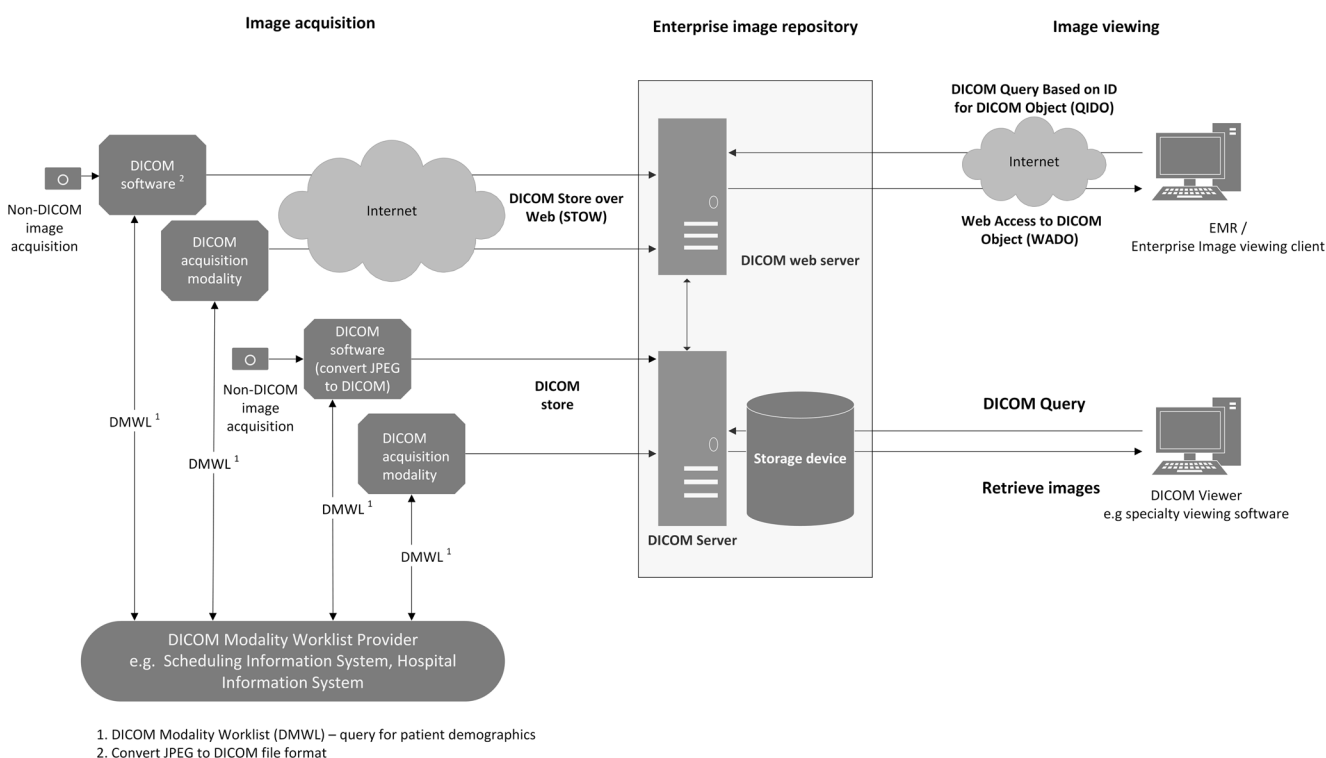 Image acquisition
Enterprise image repository
Image viewing
DICOM Query Based on ID
for DICOM Object (QIDO)
DICOM
software 2
Internet
Internet
Non-DICOM
image
acquisition
DICOM Store over
Web (STOW)
Web Access to DICOM
Object (WADO)
EMR /
Enterprise Image viewing client
DICOM
acquisition
modality
DICOM web server
DICOM
software
(convert JPEG
to DICOM)
Non-DICOM
image
acquisition
DICOM
store
DICOM Query
DMWL 1
DICOM
acquisition
modality
Storage device
DMWL 1
Retrieve images
DICOM Viewer
e.g specialty viewing software
DMWL 1
DICOM Server
DMWL 1
DICOM Modality Worklist Provider
e.g. Scheduling Information System, Hospital
Information System
1. DICOM Modality Worklist (DMWL) – query for patient demographics
2. Convert JPEG to DICOM file format